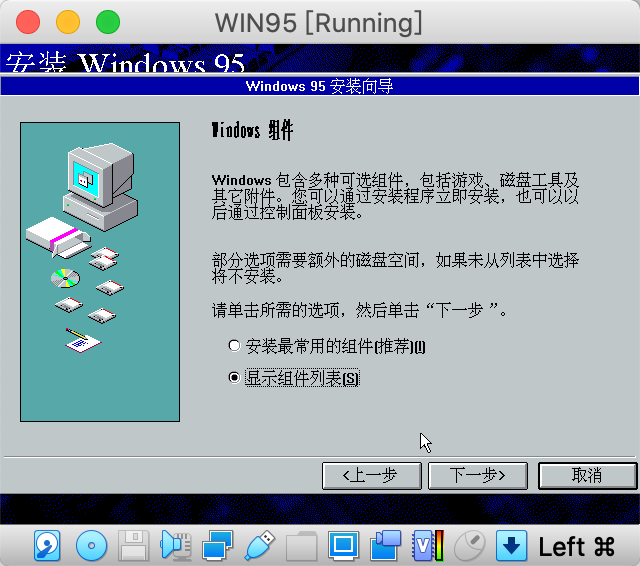 WIN95 [Running]
安装 Windows 95
Windows 95 安装向导
Windows 组件
Windows 包含多种可选组件，包括游戏、磁盘工具及
其它附件。您可以通过安装程序立即安装，也可以以
后通过控制面板安装。
部分选项需要额外的磁盘空间，如果未从列表中选择
将不安装。
请单击所需的选项，然后单击“下一步 ”。
安装最常用的组件(推荐)(I)
显示组件列表(S)
<上一步 下一步> 取消
V
Left ⌘